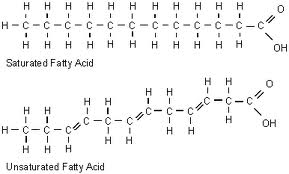 H H H H H H H H H H H O
H – C – C – C – C – C – C – C – C – C – C – C – C
OH
H H H H H H H H H H H
Saturated Fatty Acid
H H O
H H H H
C C C
H H H H OH
C C C C H
H H
H C C C C
H H
Unsaturated Fatty Acid